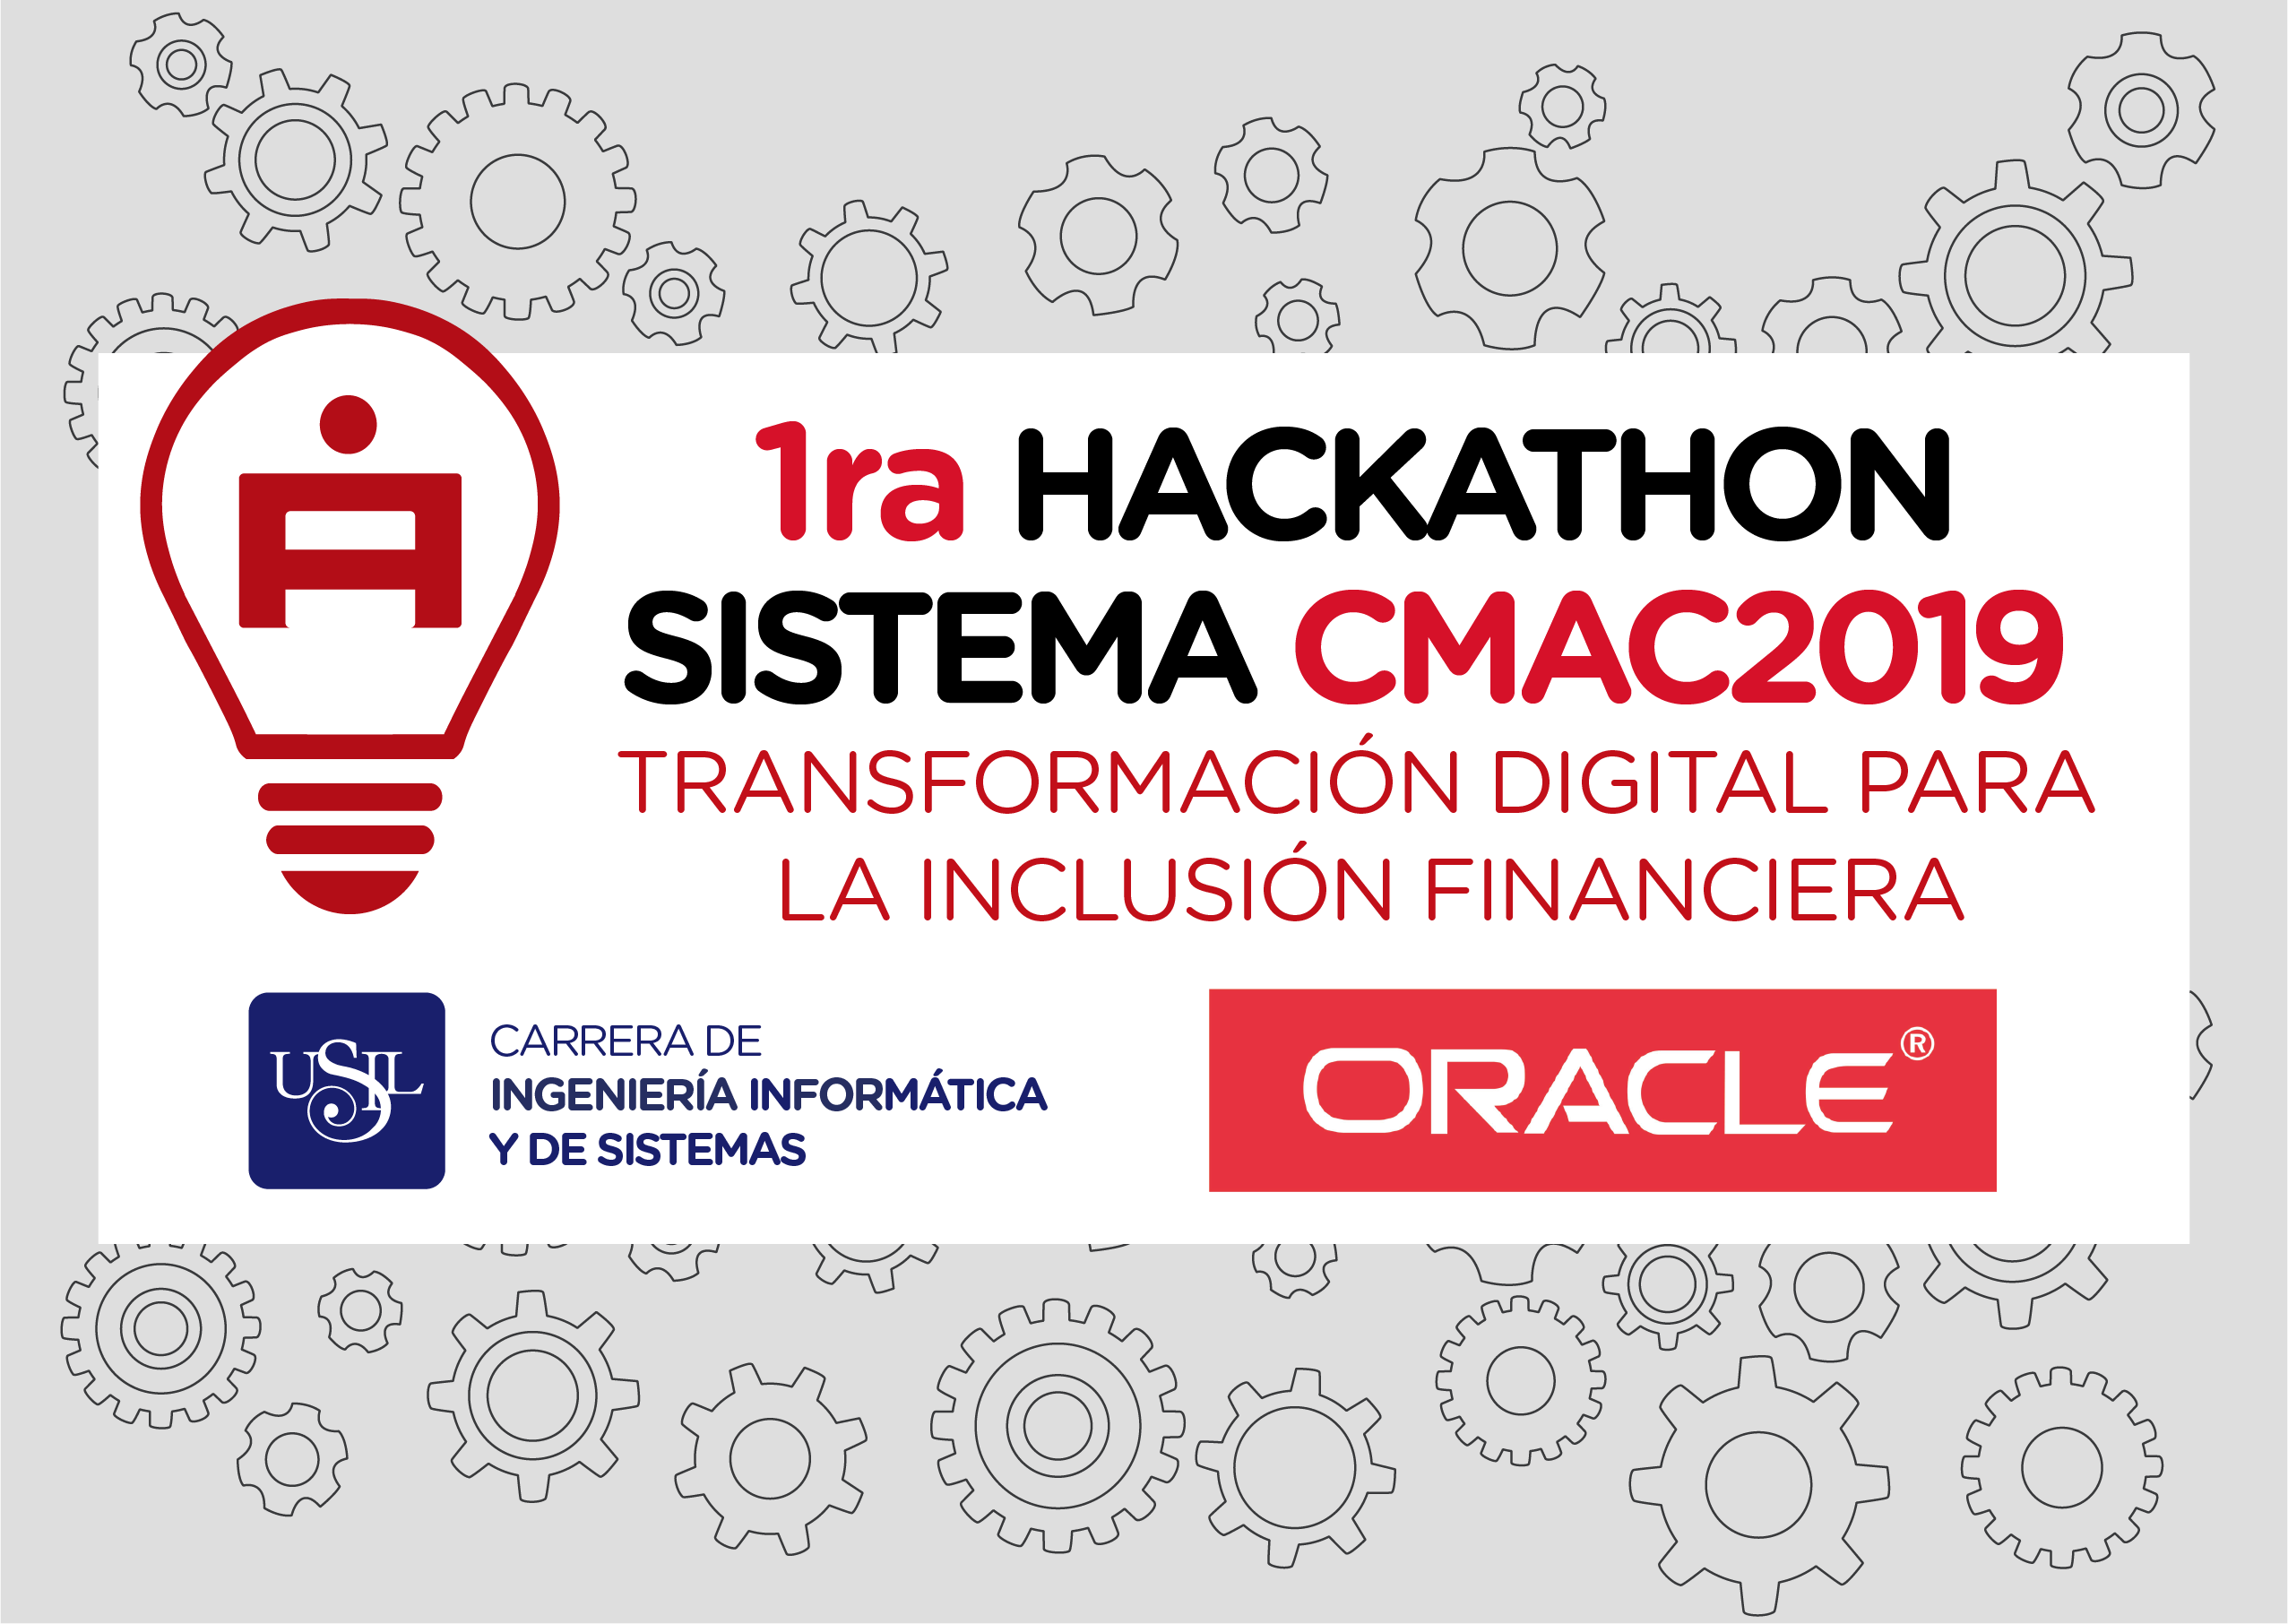 1ra HACKATHON
SISTEMA CMAC2019
TRANSFORMACIÓN DIGITAL PARA
LA INCLUSIÓN FINANCIERA
USIL
CARRERA DE
INGENIERÍA INFORMÁTICA
Y DE SISTEMAS
ORACLE®